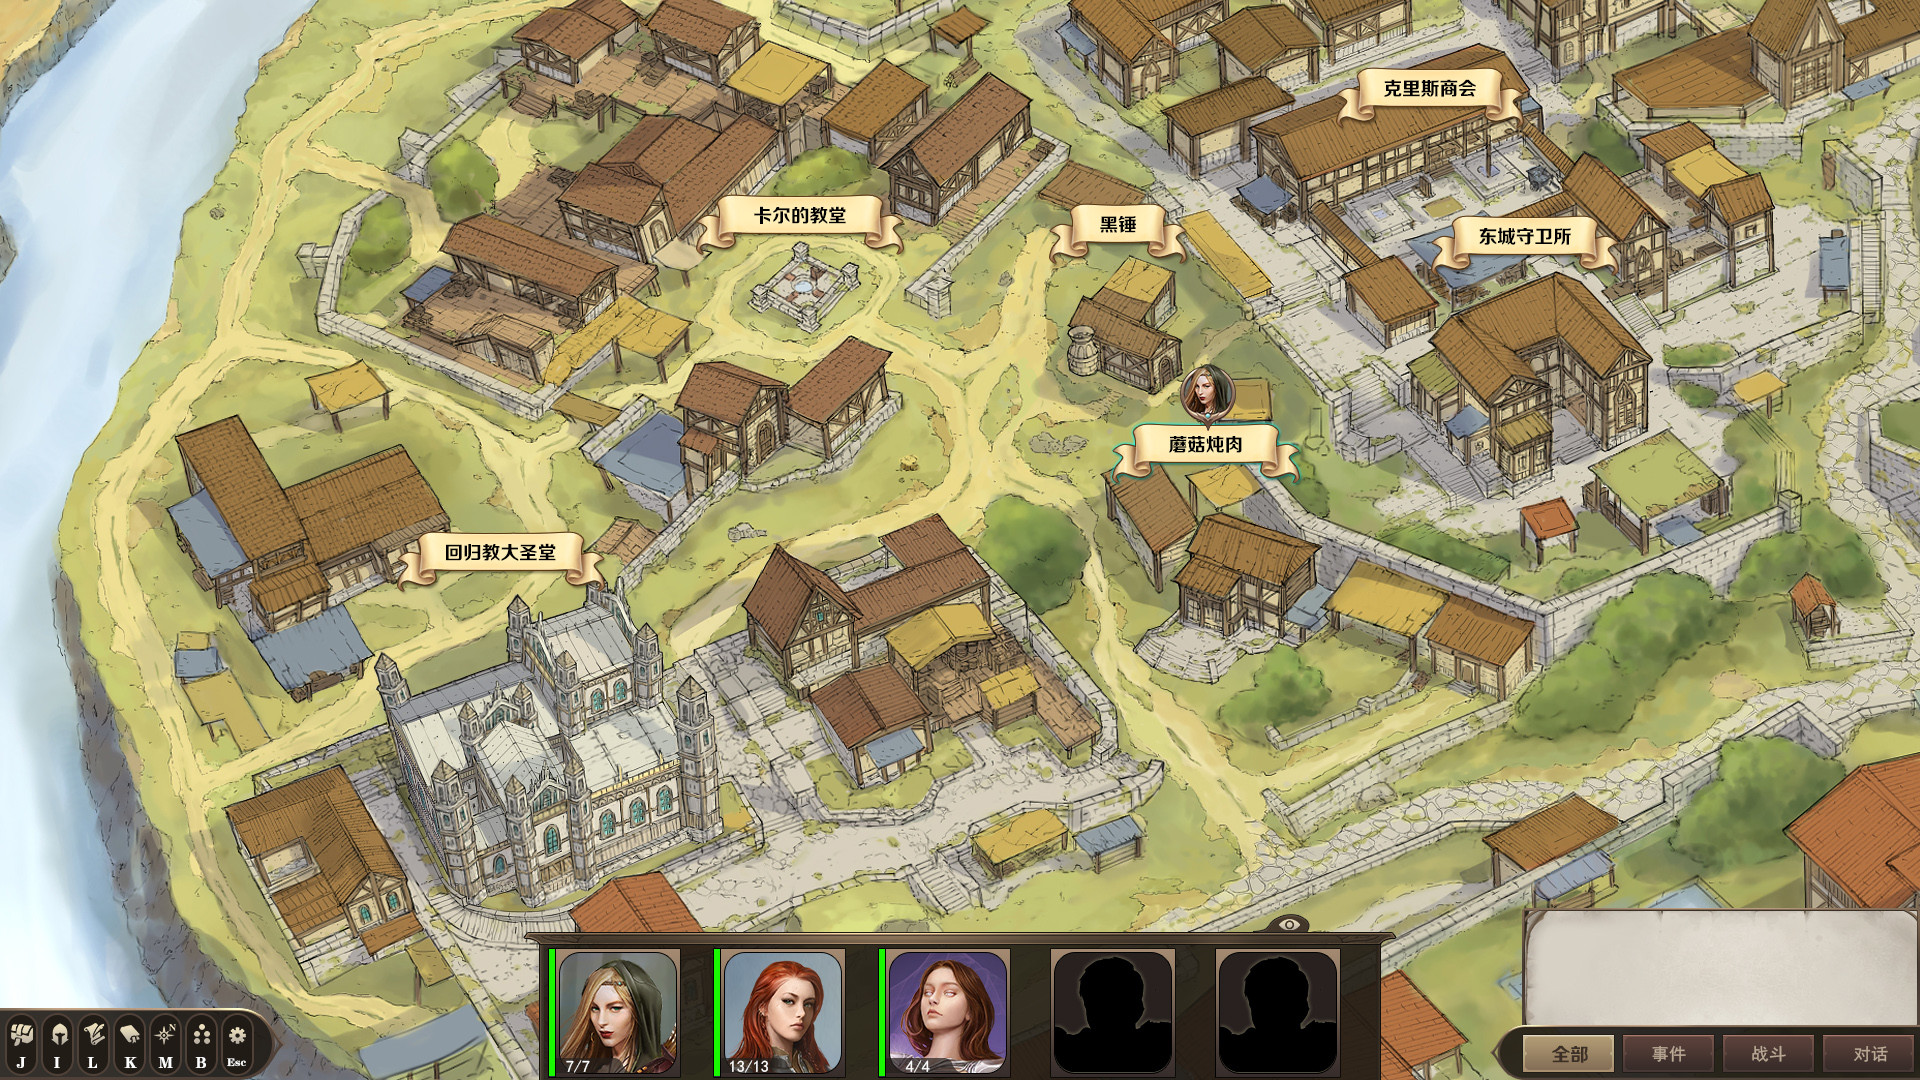 克里斯商会
卡尔的教堂
黑锤
东城守卫所
蘑菇炖肉
回归教大圣堂
7/7
13/13
4/4
J
I
L
K
M
B
Esc
N
全部
事件
战斗
对话